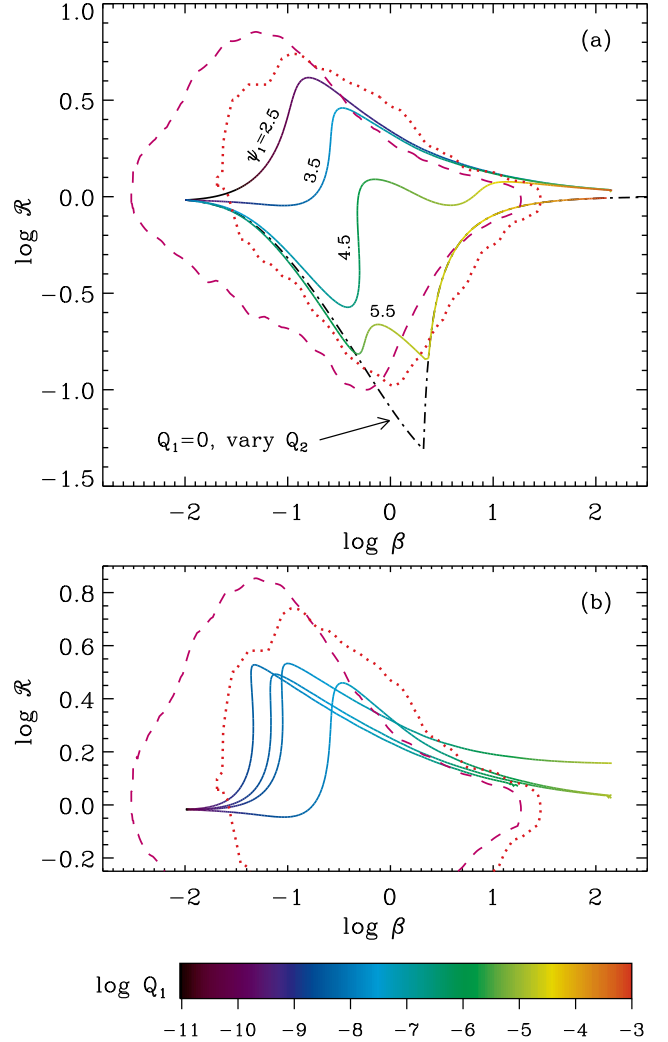 (a)
1.0
0.5
0.0
−0.5
−1.0
−1.5
log ℛ
ψ₁=2.5
3.5
4.5
5.5
Q₁=0, vary Q₂
−2 −1 0 1 2
log β
(b)
0.8
0.6
0.4
0.2
0.0
−0.2
log ℛ
−2 −1 0 1 2
log β
log Q₁
−11 −10 −9 −8 −7 −6 −5 −4 −3